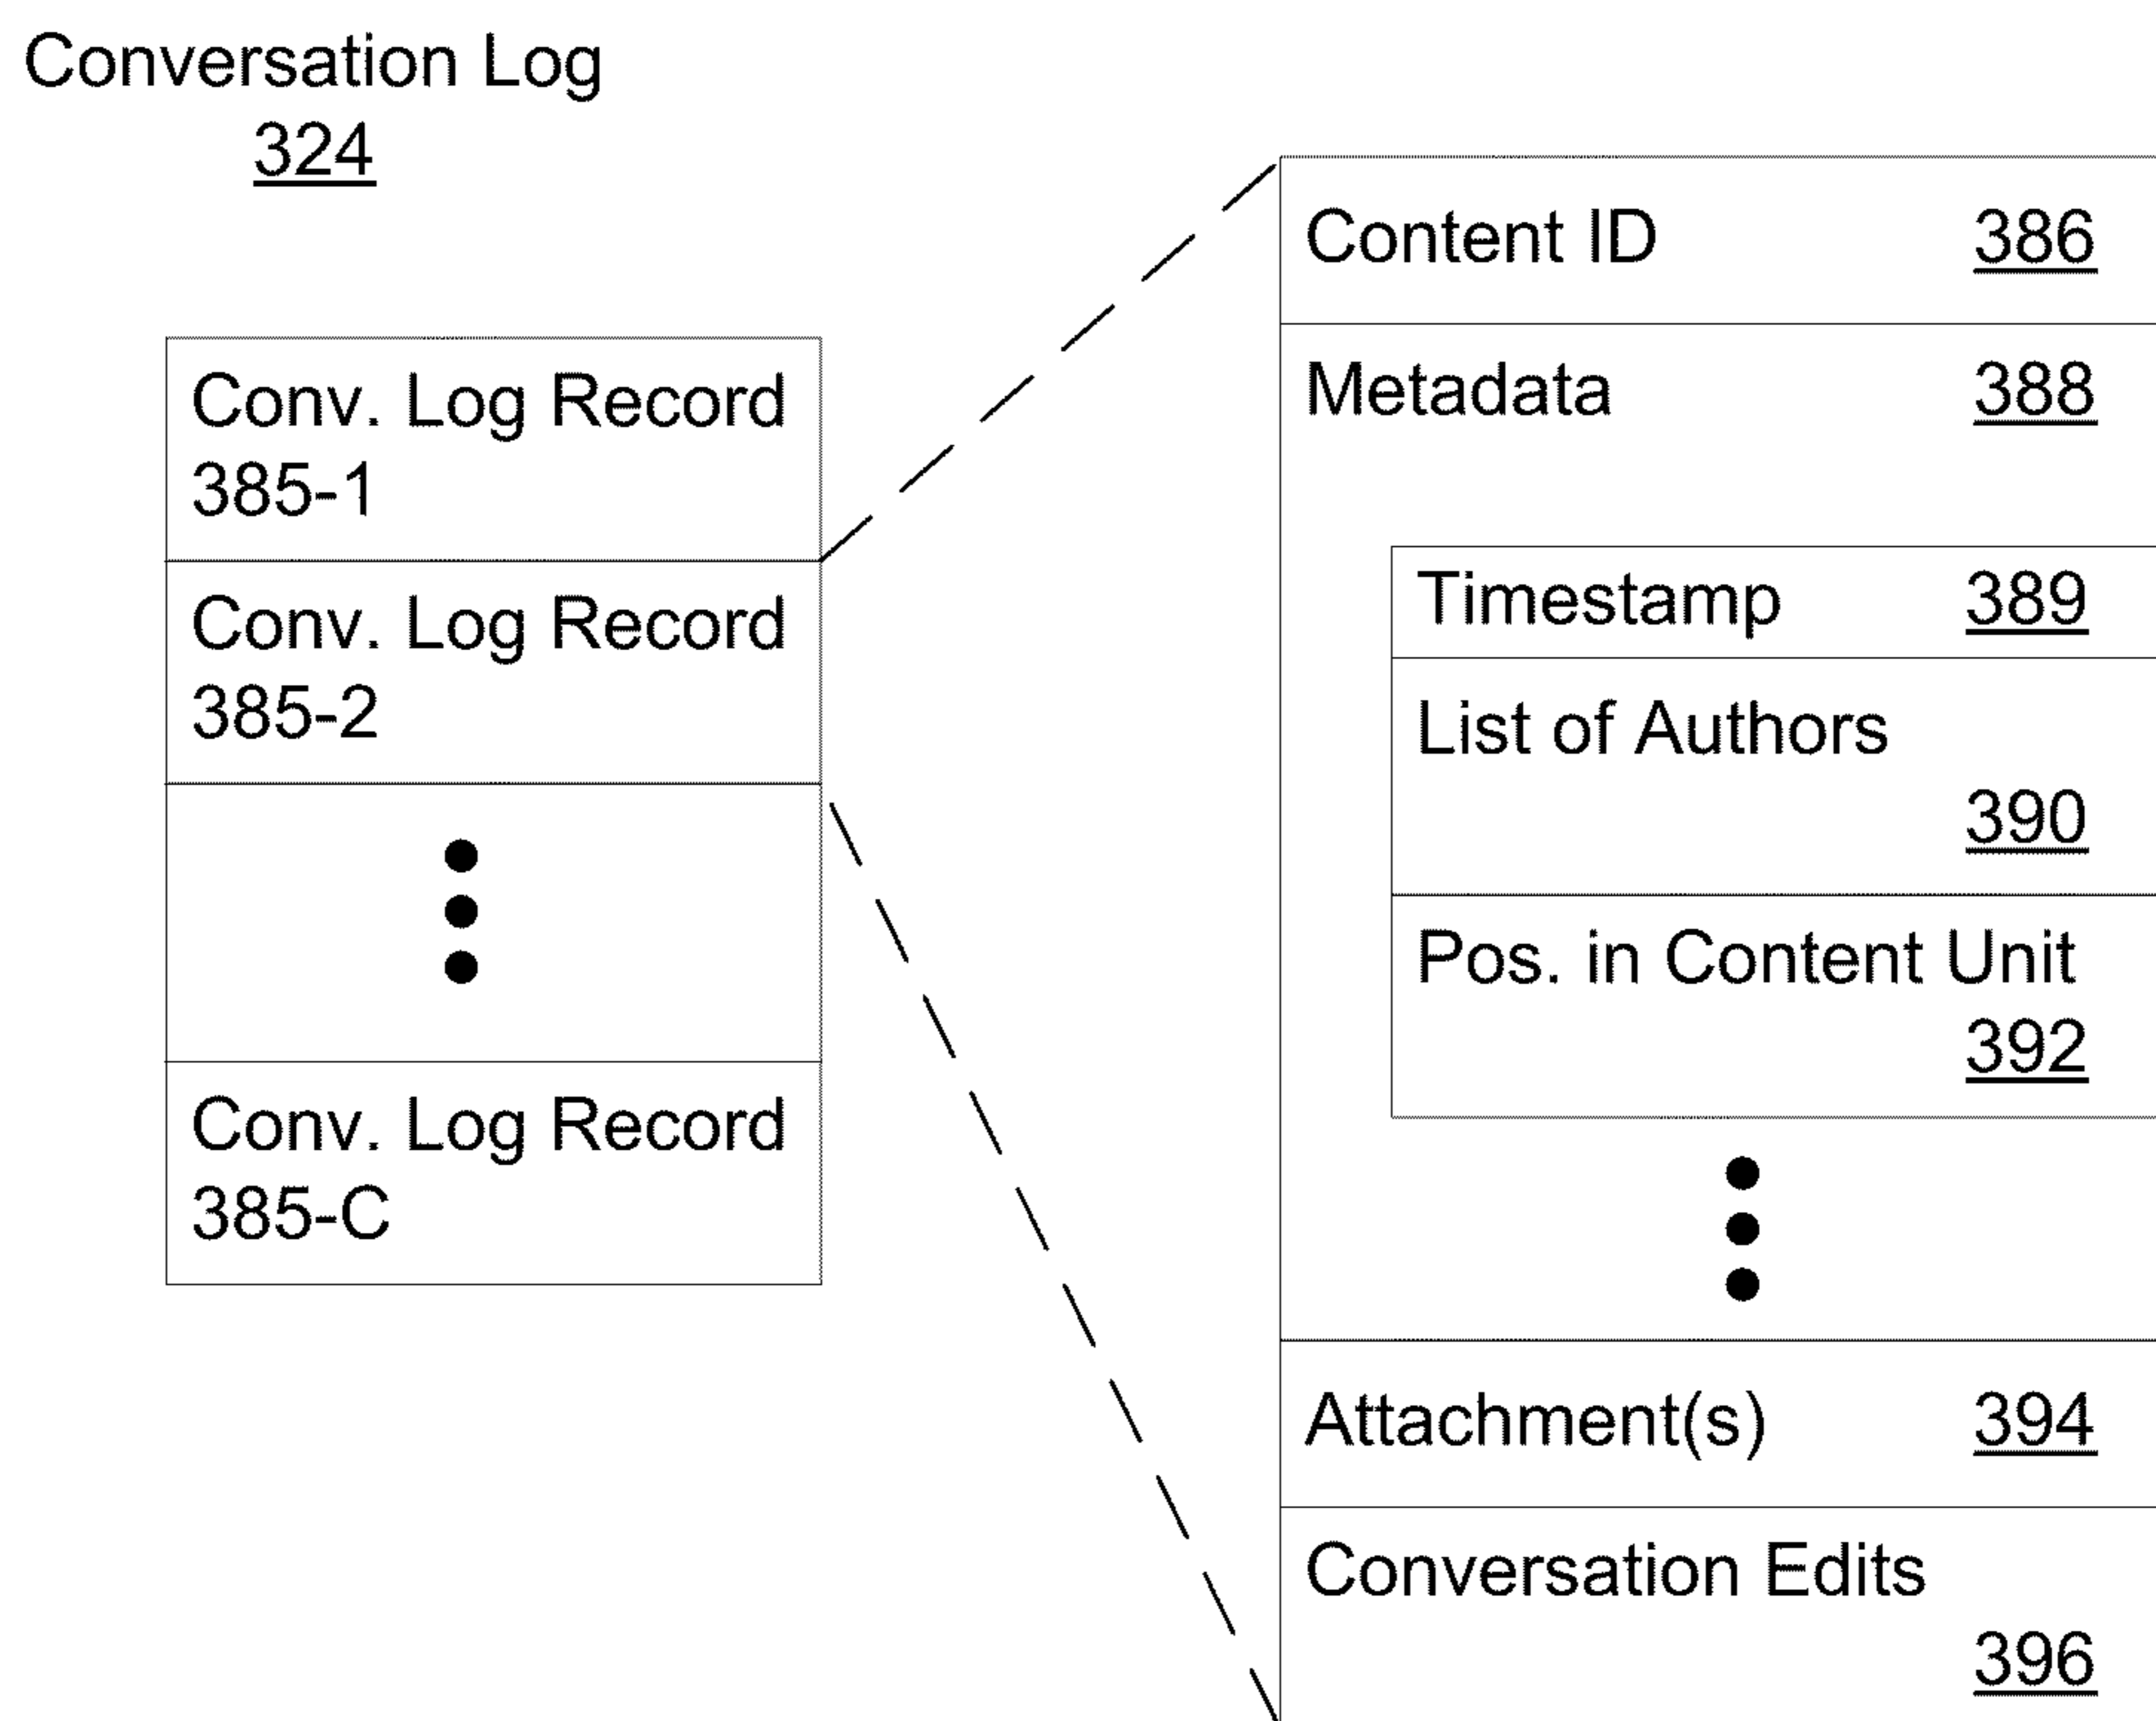 Conversation Log
324
Conv. Log Record
385-1
Conv. Log Record
385-2
Conv. Log Record
385-C
Content ID 386
Metadata 388
Timestamp 389
List of Authors
390
Pos. in Content Unit
392
Attachment(s) 394
Conversation Edits
396